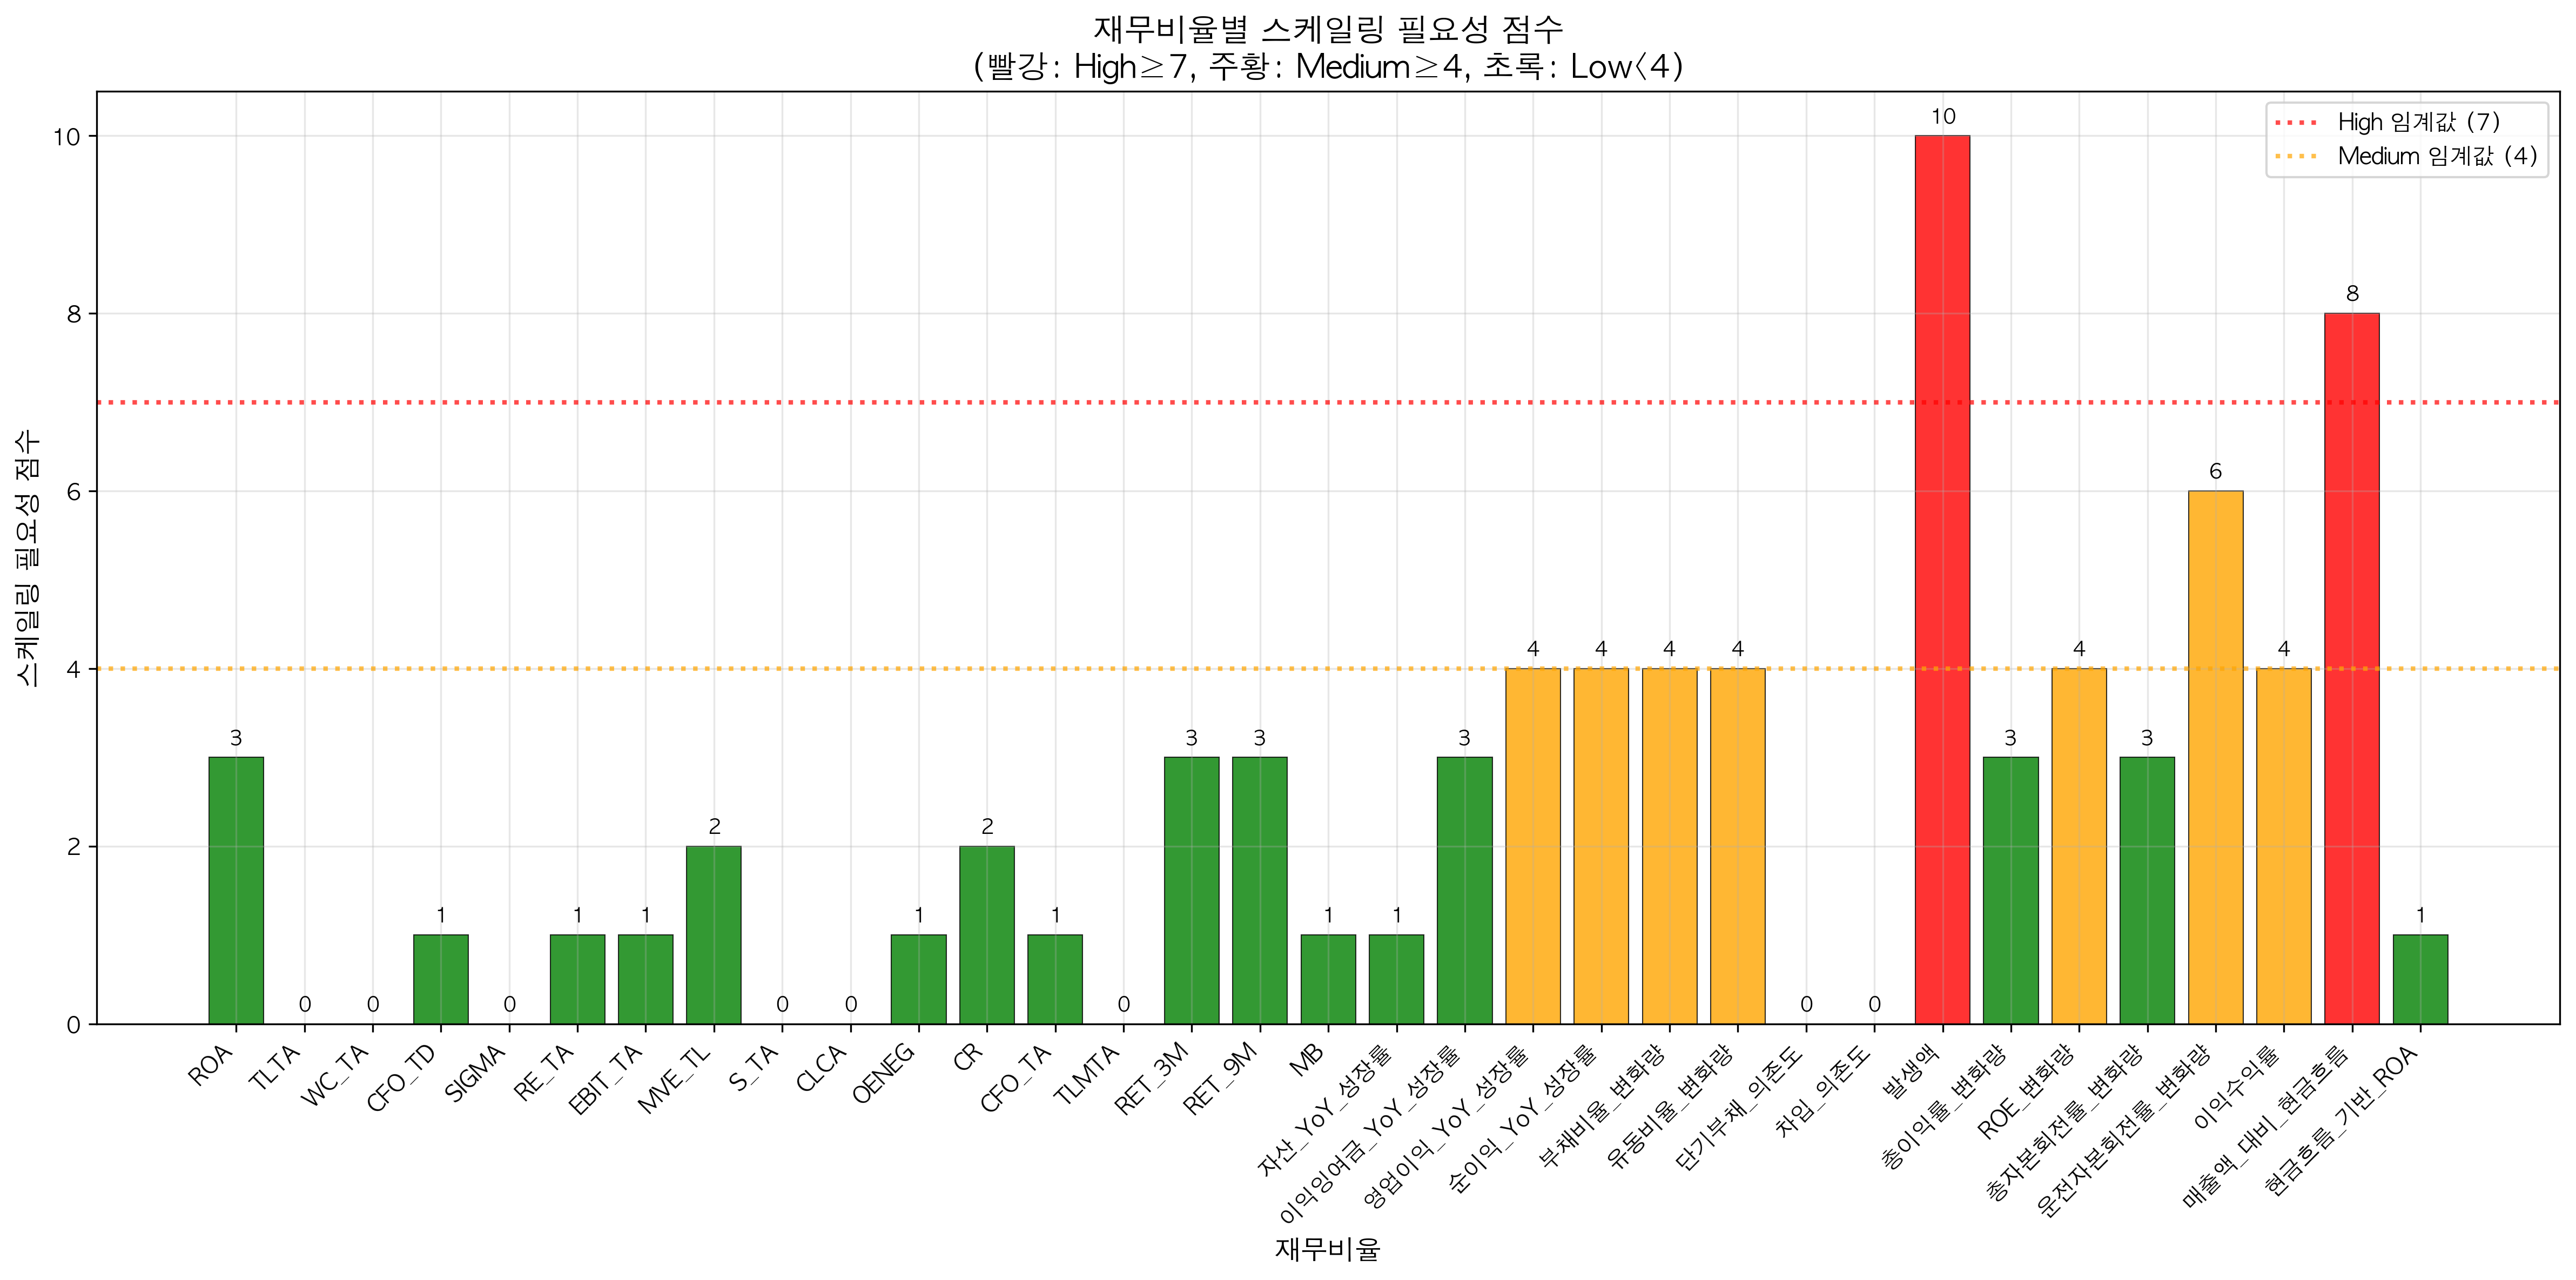 재무비율별 스케일링 필요성 점수
(빨강: High≥7, 주황: Medium≥4, 초록: Low<4)
High 임계값 (7)
Medium 임계값 (4)
스케일링 필요성 점수
10
8
6
4
2
0
3
0
0
1
0
1
1
2
0
0
1
2
1
0
3
3
1
1
3
4
4
4
4
0
0
10
3
4
3
6
4
8
1
ROA
TLTA
WC_TA
CFO_TD
SIGMA
RE_TA
EBIT_TA
MVE_TL
S_TA
CLCA
OENEG
CR
CFO_TA
TLMTA
RET_3M
RET_9M
MB
자산_YoY_성장률
이익잉여금_YoY_성장률
영업이익_YoY_성장률
순이익_YoY_성장률
부채비율_변화량
유동비율_변화량
단기부채_의존도
차입_의존도
발생액
총이익률_변화량
ROE_변화량
총자본회전률_변화량
운전자본회전률_변화량
이익수익률
매출액_대비_현금흐름
현금흐름_기반_ROA
재무비율